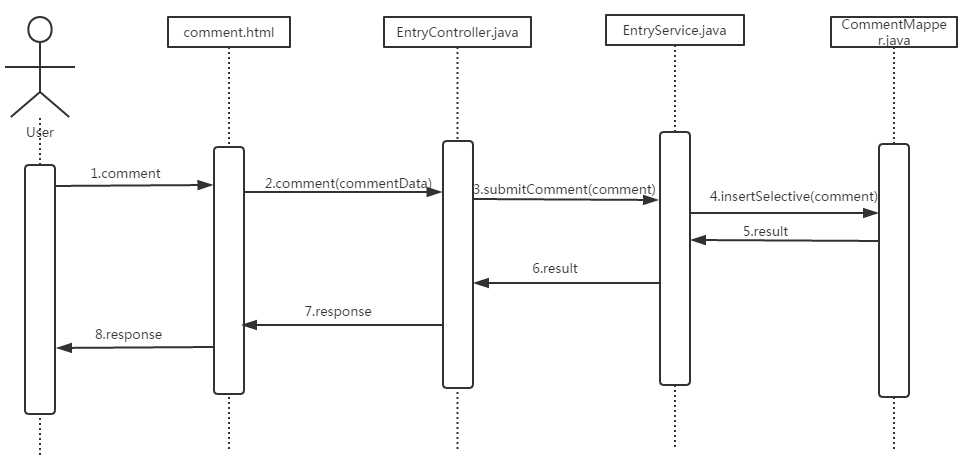 comment.html
EntryController.java
EntryService.java
CommentMappe
r.java
User
1.comment
2.comment(commentData)
3.submitComment(comment)
4.insertSelective(comment)
5.result
6.result
7.response
8.response